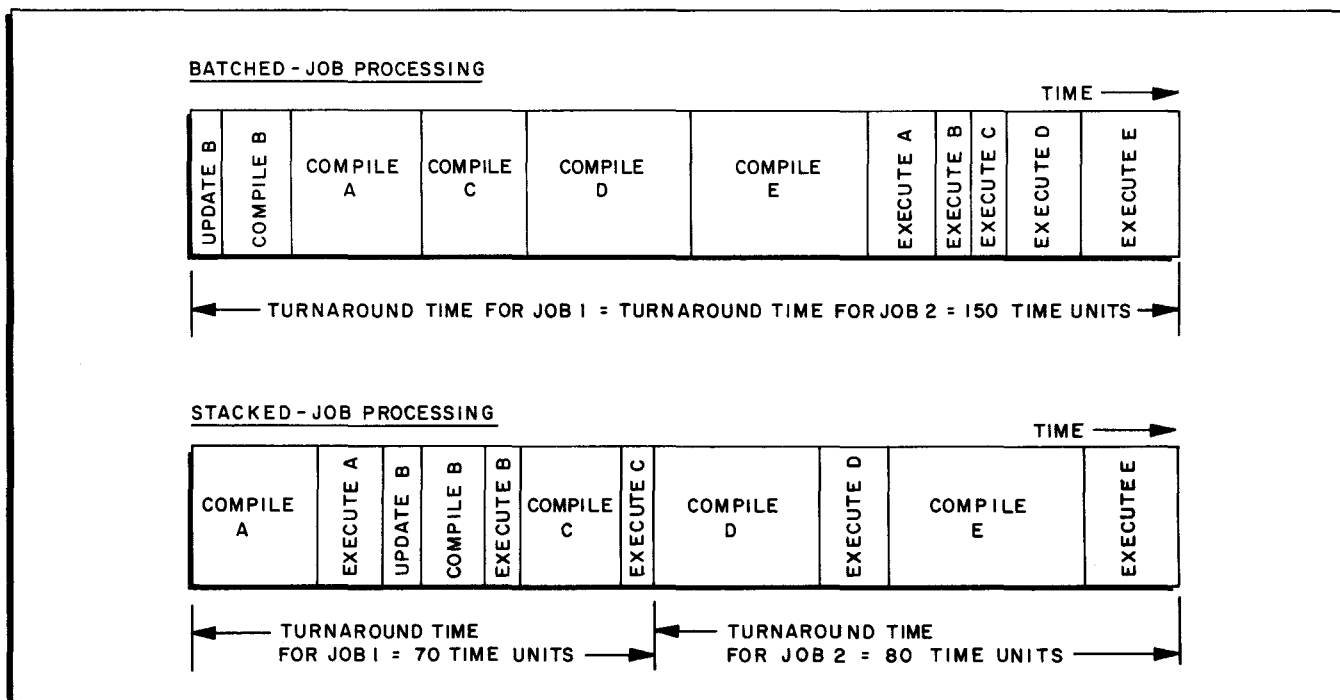 BATCHED-JOB PROCESSING
TIME
UPDATE B
COMPILE B
COMPILE
A
COMPILE
C
COMPILE
D
COMPILE
E
EXECUTE A
EXECUTE B
EXECUTE C
EXECUTE D
EXECUTE E
TURNAROUND TIME FOR JOB 1 = TURNAROUND TIME FOR JOB 2 = 150 TIME UNITS
STACKED-JOB PROCESSING
TIME
COMPILE
A
EXECUTE A
UPDATE B
COMPILE B
EXECUTE B
COMPILE
C
EXECUTE C
COMPILE
D
EXECUTE D
COMPILE
E
EXECUTE E
TURNAROUND TIME
FOR JOB 1 = 70 TIME UNITS
TURNAROUND TIME
FOR JOB 2 = 80 TIME UNITS